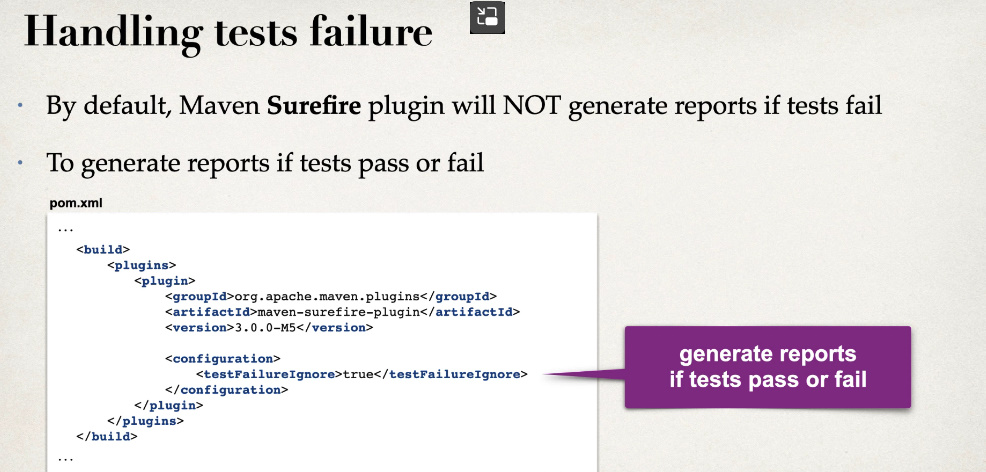 Handling tests failure
• By default, Maven Surefire plugin will NOT generate reports if tests fail
• To generate reports if tests pass or fail
pom.xml
...
<build>
<plugins>
<plugin>
<groupId>org.apache.maven.plugins</groupId>
<artifactId>maven-surefire-plugin</artifactId>
<version>3.0.0-M5</version>
<configuration>
<testFailureIgnore>true</testFailureIgnore>
</configuration>
</plugin>
</plugins>
</build>
...
generate reports
if tests pass or fail